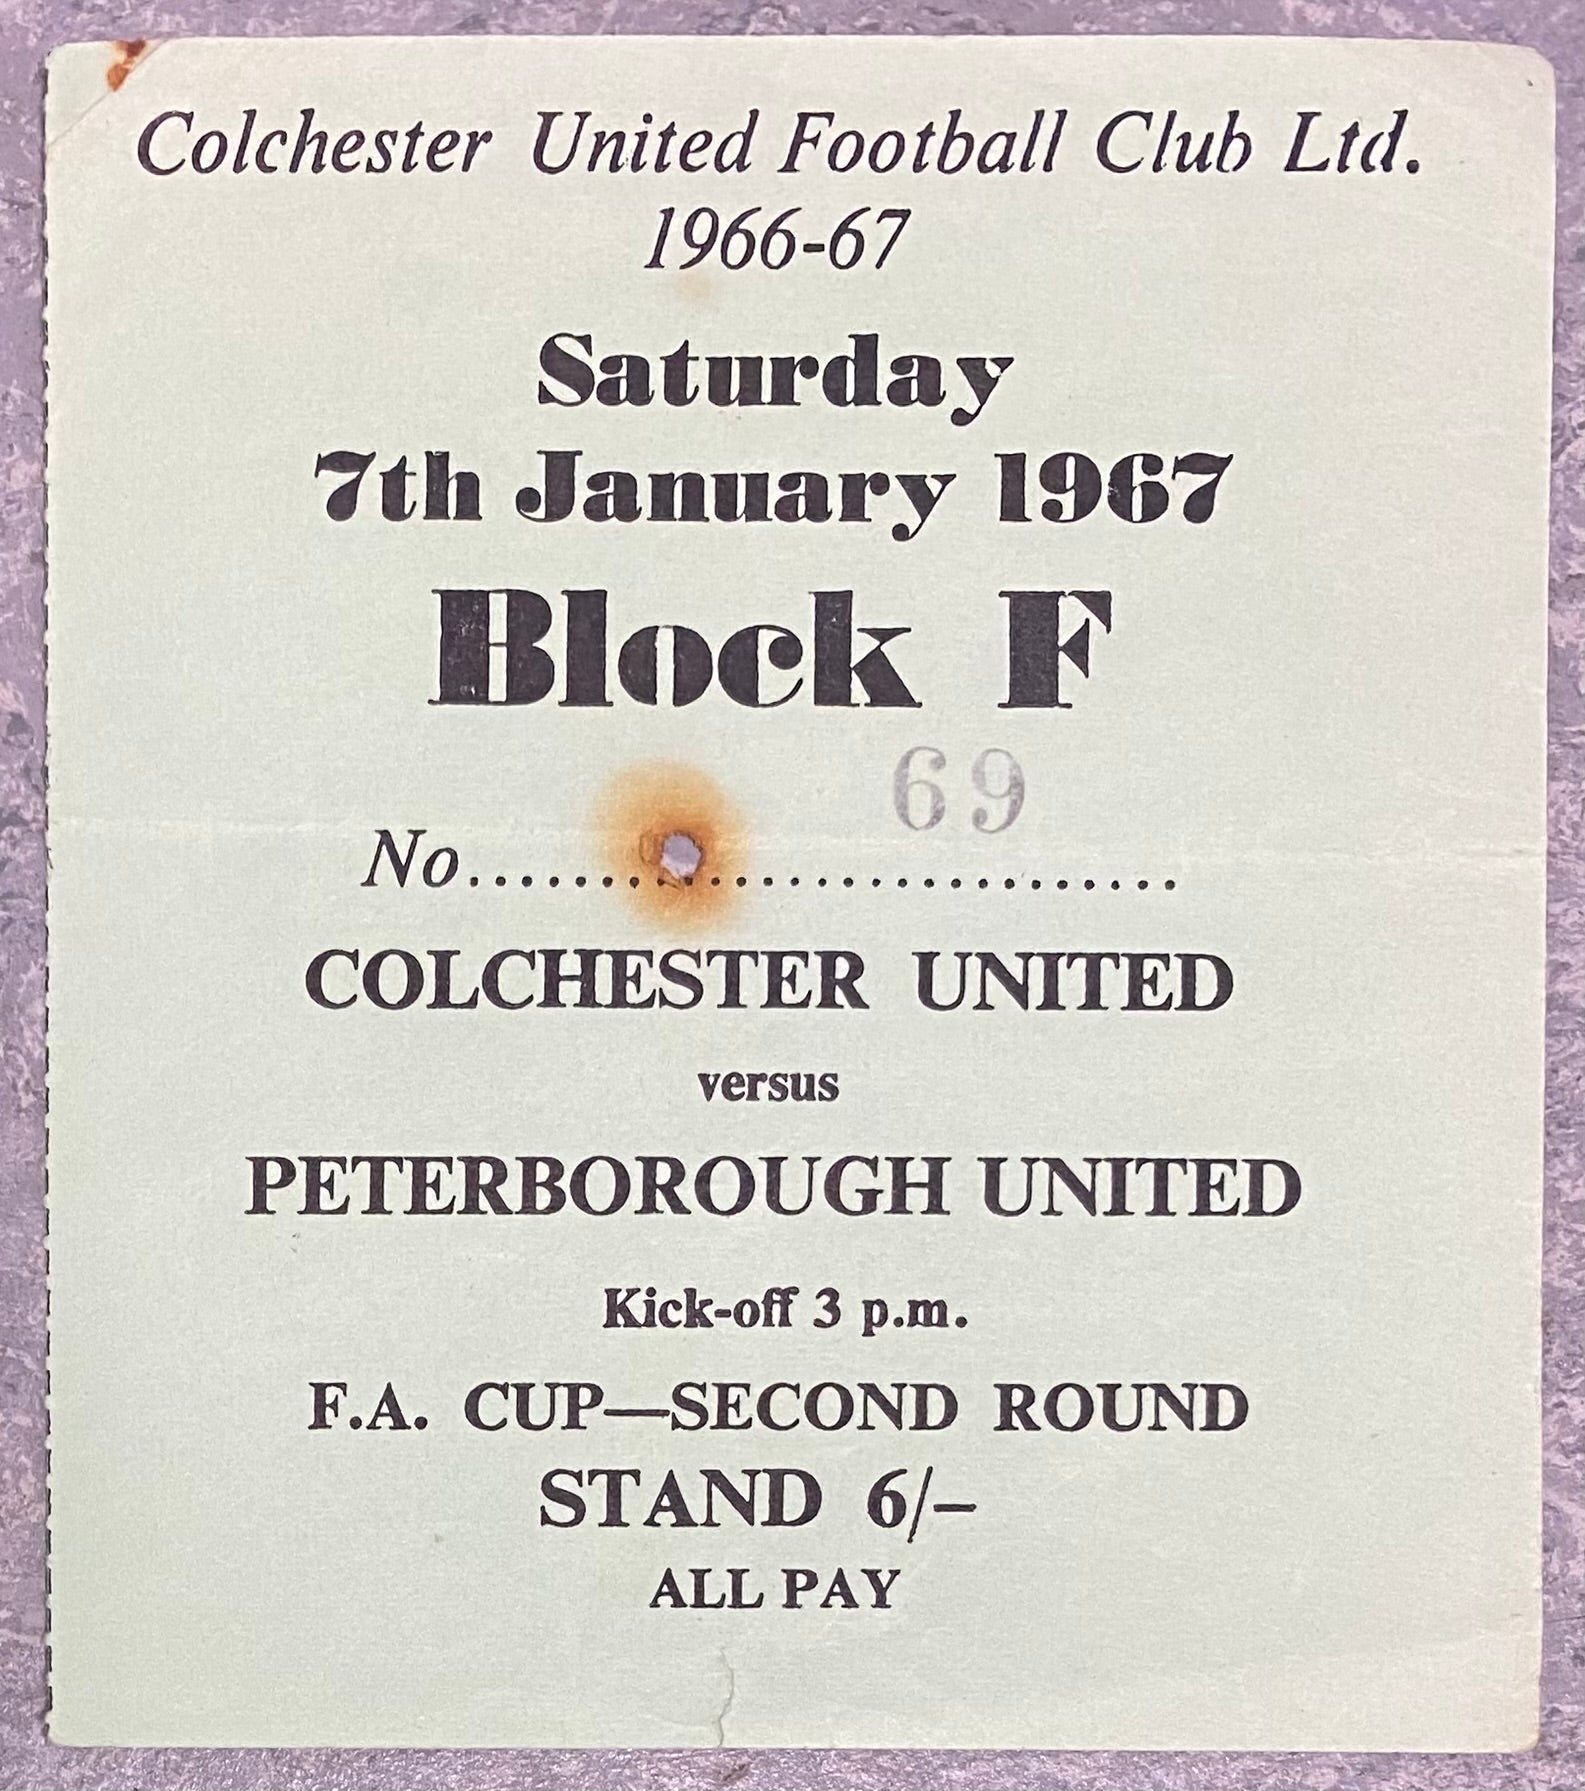 Colchester United Football Club Ltd.
1966-67
Saturday
7th January 1967
Block F
69
No..............................
COLCHESTER UNITED
versus
PETERBOROUGH UNITED
Kick-off 3 p.m.
F.A. CUP—SECOND ROUND
STAND 6/–
ALL PAY